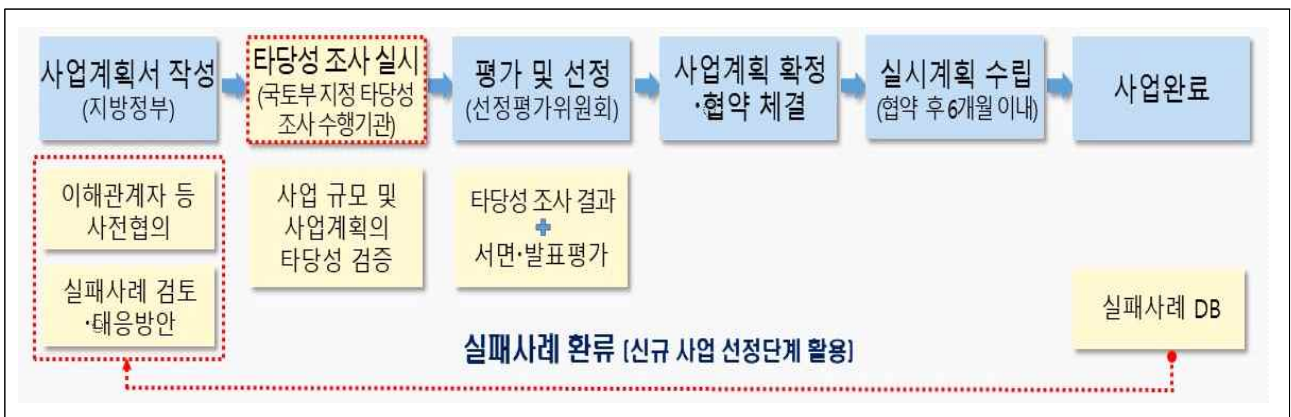 사업계획서 작성
(지방정부)
타당성 조사 실시
(국토부 지정 타당성
조사 수행기관)
평가 및 선정
(선정평가위원회)
사업계획 확정
·협약 체결
실시계획 수립
(협약 후 6개월 이내)
사업완료
이해관계자 등
사전협의
실패사례 검토
·대응방안
사업 규모 및
사업계획의
타당성 검증
타당성 조사 결과
서면·발표평가
실패사례 DB
실패사례 환류 (신규 사업 선정단계 활용)